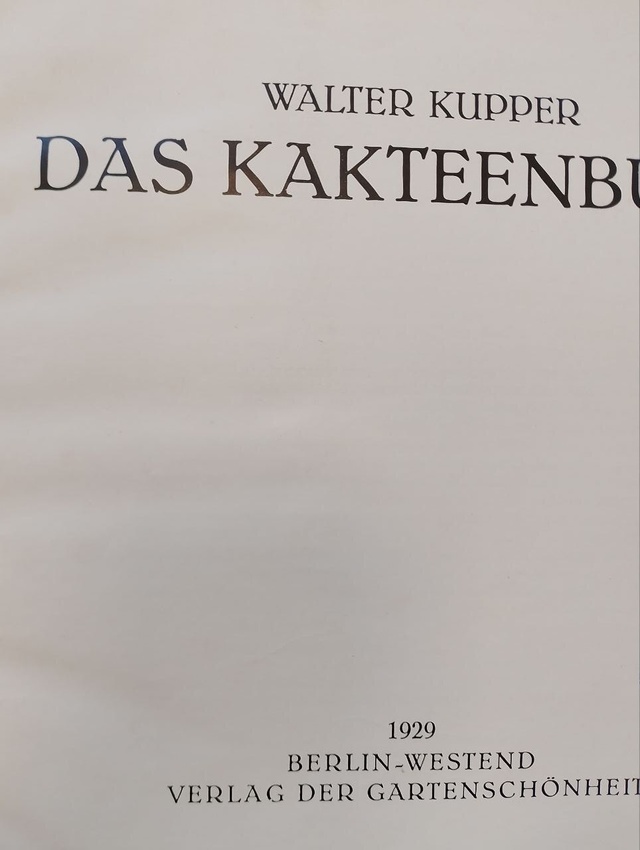 WALTER KUPPER
DAS KAKTEENBU
1929
BERLIN-WESTEND
VERLAG DER GARTENSCHÖNHEIT